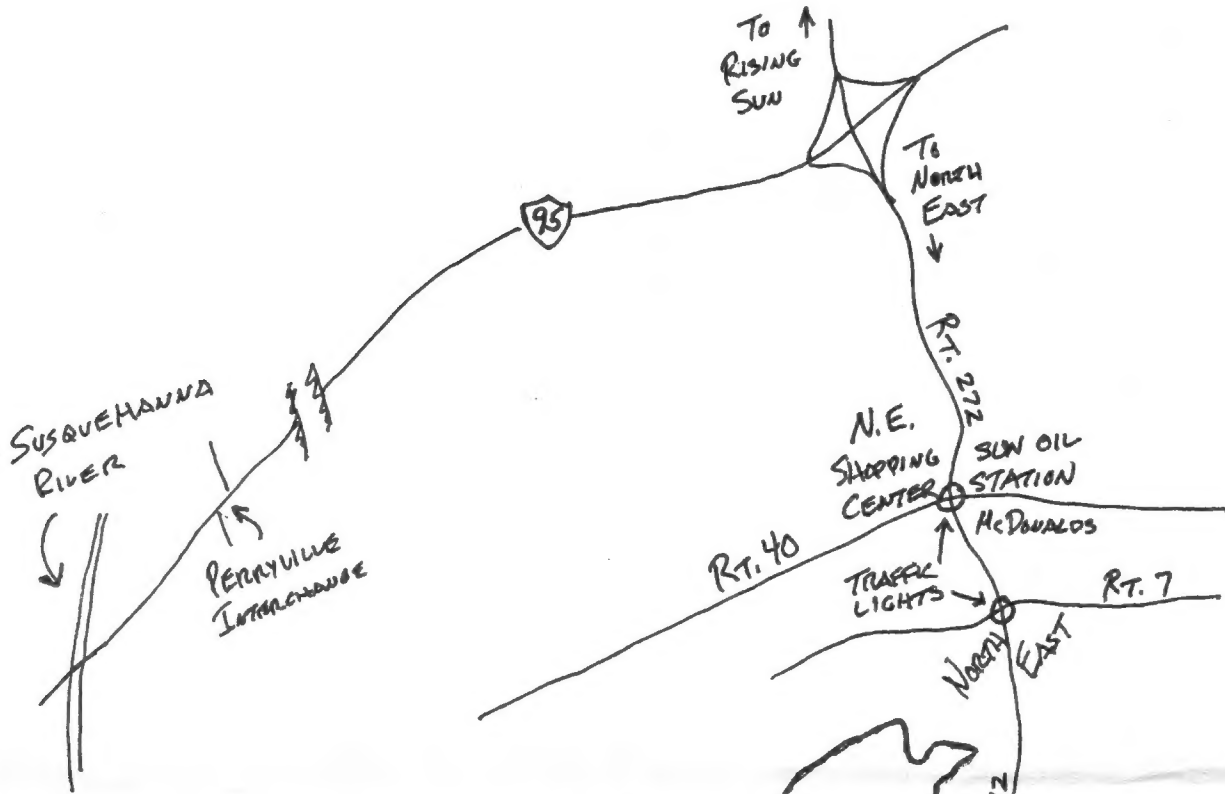 TO
RISING
SUN
TO
NORTH
EAST
95
RT. 272
SUSQUEHANNA
RIVER
PERRYVILLE
INTERCHANGE
N.E.
SHOPPING
CENTER
SUN OIL
STATION
McDONALDS
RT. 40
TRAFFIC
LIGHTS
RT. 7
NORTH EAST
2